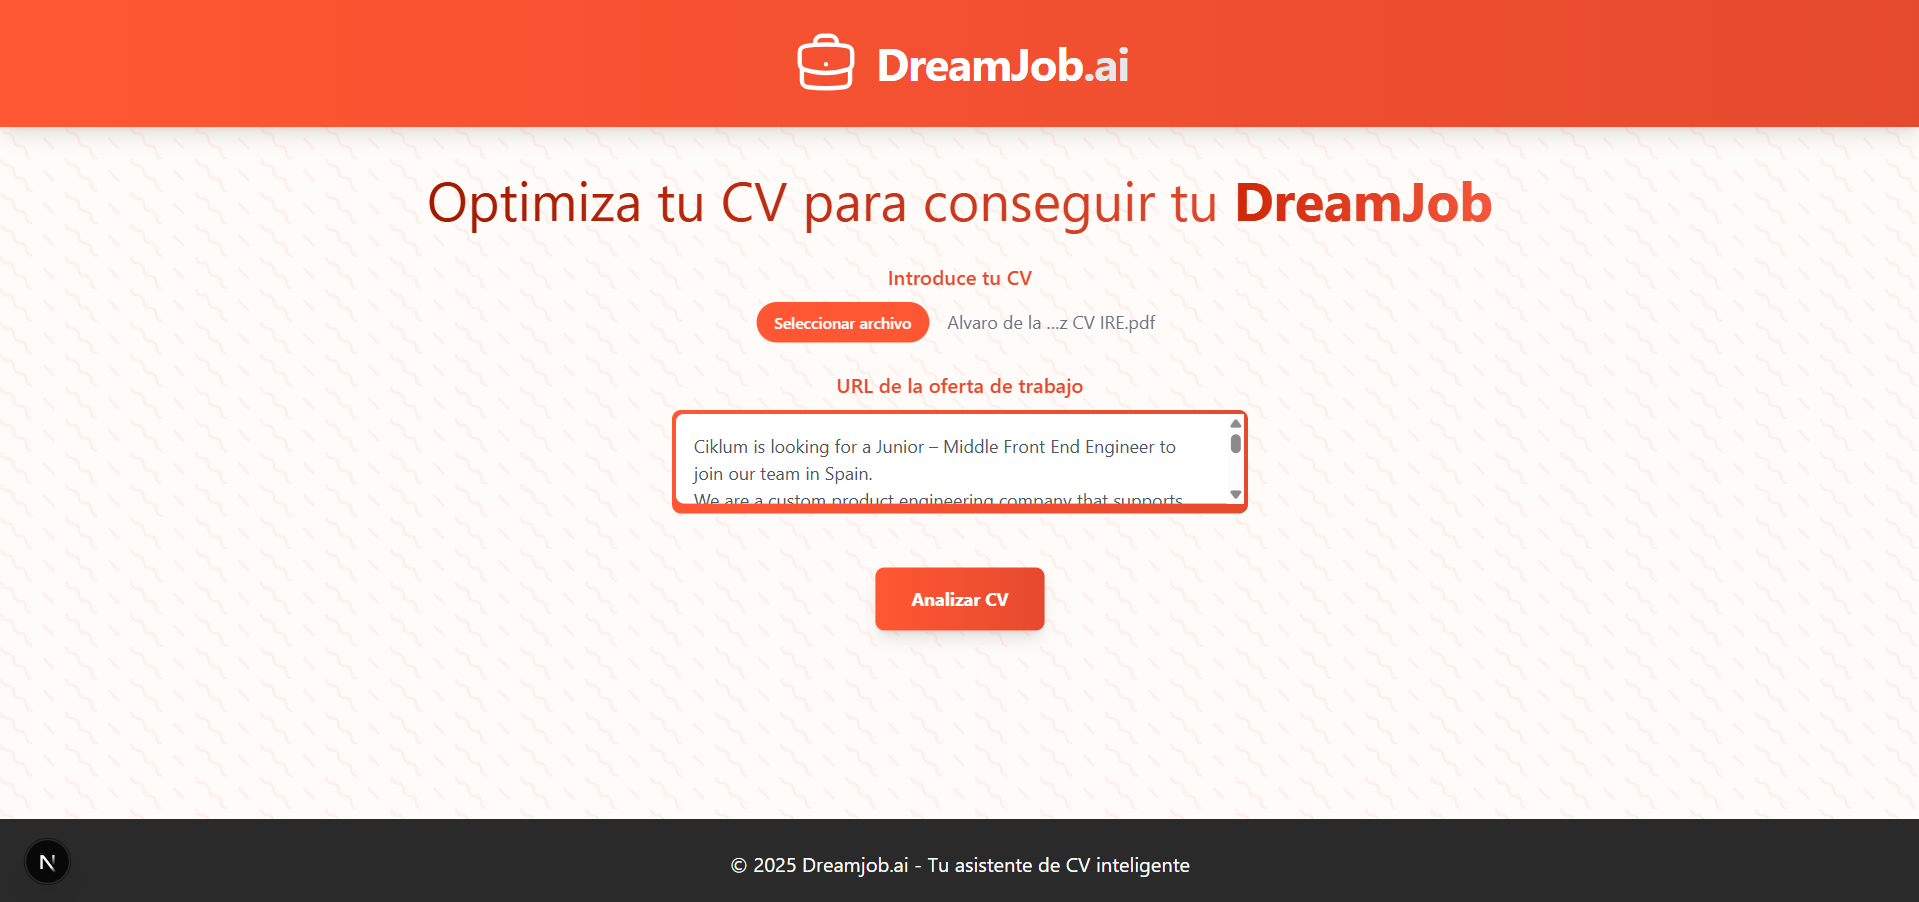 DreamJob.ai
Optimiza tu CV para conseguir tu DreamJob
Introduce tu CV
Seleccionar archivo Alvaro de la ...z CV IRE.pdf
URL de la oferta de trabajo
Ciklum is looking for a Junior – Middle Front End Engineer to
join our team in Spain.
We are a custom product engineering company that supports
Analizar CV
N
© 2025 Dreamjob.ai - Tu asistente de CV inteligente